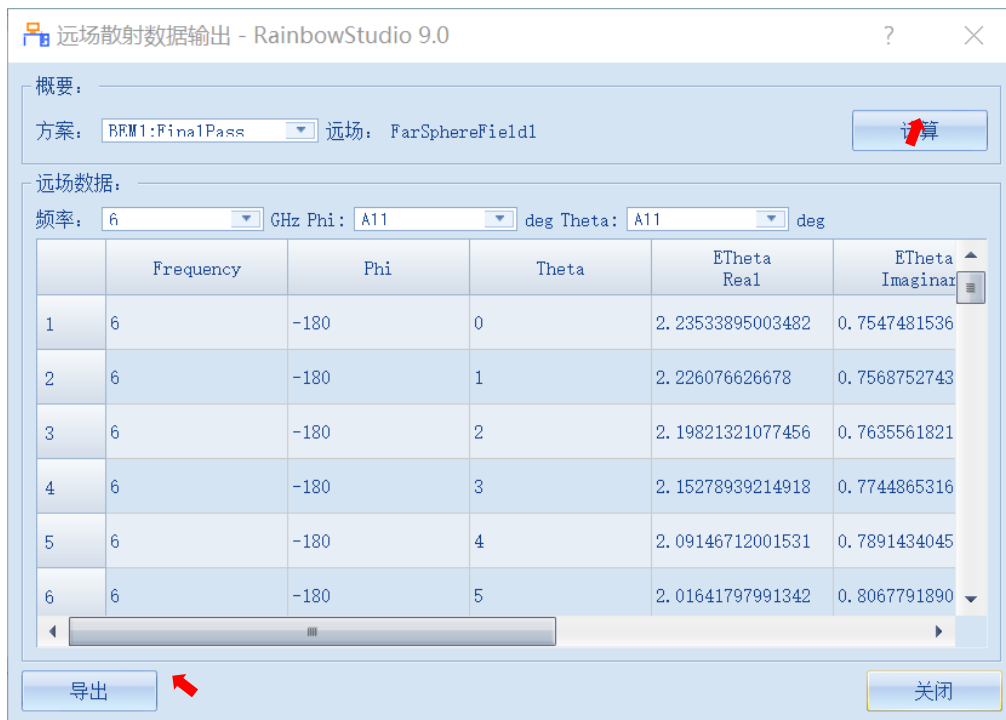 远场散射数据输出 - RainbowStudio 9.0
概要:
方案: BEM1:FinalPass 远场: FarSphereField1 计算
远场数据:
频率: 6 GHz Phi: All deg Theta: All deg
Frequency Phi Theta ETheta Real ETheta Imaginar
1 6 -180 0 2.23533895003482 0.7547481536
2 6 -180 1 2.226076626678 0.7568752743
3 6 -180 2 2.19821321077456 0.7635561821
4 6 -180 3 2.15278939214918 0.7744865316
5 6 -180 4 2.09146712001531 0.7891434045
6 6 -180 5 2.01641797991342 0.8067791890
导出 关闭